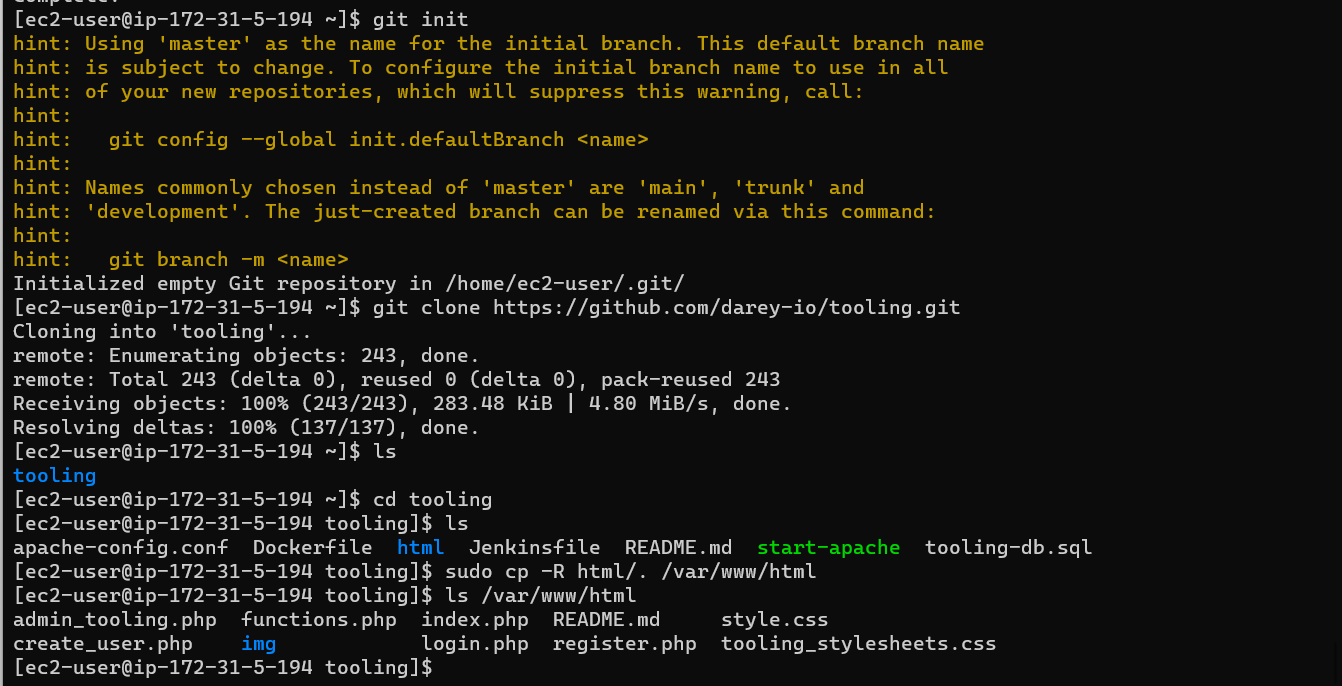 Complete.
[ec2-user@ip-172-31-5-194 ~]$ git init
hint: Using 'master' as the name for the initial branch. This default branch name
hint: is subject to change. To configure the initial branch name to use in all
hint: of your new repositories, which will suppress this warning, call:
hint:
hint:   git config --global init.defaultBranch <name>
hint:
hint: Names commonly chosen instead of 'master' are 'main', 'trunk' and
hint: 'development'. The just-created branch can be renamed via this command:
hint:
hint:   git branch -m <name>
Initialized empty Git repository in /home/ec2-user/.git/
[ec2-user@ip-172-31-5-194 ~]$ git clone https://github.com/darey-io/tooling.git
Cloning into 'tooling'...
remote: Enumerating objects: 243, done.
remote: Total 243 (delta 0), reused 0 (delta 0), pack-reused 243
Receiving objects: 100% (243/243), 283.48 KiB | 4.80 MiB/s, done.
Resolving deltas: 100% (137/137), done.
[ec2-user@ip-172-31-5-194 ~]$ ls
tooling
[ec2-user@ip-172-31-5-194 ~]$ cd tooling
[ec2-user@ip-172-31-5-194 tooling]$ ls
apache-config.conf  Dockerfile  html  Jenkinsfile  README.md  start-apache  tooling-db.sql
[ec2-user@ip-172-31-5-194 tooling]$ sudo cp -R html/. /var/www/html
[ec2-user@ip-172-31-5-194 tooling]$ ls /var/www/html
admin_tooling.php  functions.php  index.php  README.md     style.css
create_user.php    img            login.php  register.php  tooling_stylesheets.css
[ec2-user@ip-172-31-5-194 tooling]$